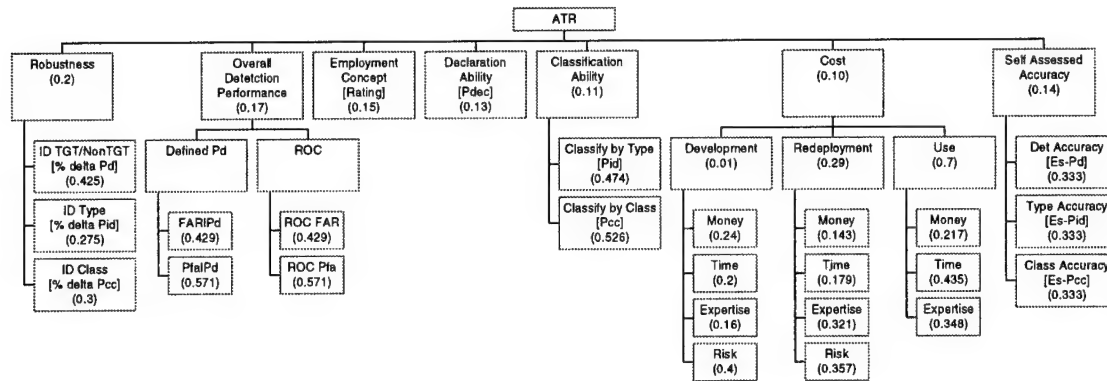 ATR
Robustness
(0.2)
Overall
Detetction
Performance
(0.17)
Employment
Concept
[Rating]
(0.15)
Declaration
Ability
[Pdec]
(0.13)
Classification
Ability
(0.11)
Cost
(0.10)
Self Assessed
Accuracy
(0.14)
ID TGT/NonTGT
[% delta Pd]
(0.425)
ID Type
[% delta Pid]
(0.275)
ID Class
[% delta Pcc]
(0.3)
Defined Pd
FARIPd
(0.429)
PfaIPd
(0.571)
ROC
ROC FAR
(0.429)
ROC Pfa
(0.571)
Classify by Type
[Pid]
(0.474)
Classify by Class
[Pcc]
(0.526)
Development
(0.01)
Money
(0.24)
Time
(0.2)
Expertise
(0.16)
Risk
(0.4)
Redeployment
(0.29)
Money
(0.143)
Time
(0.179)
Expertise
(0.321)
Risk
(0.357)
Use
(0.7)
Money
(0.217)
Time
(0.435)
Expertise
(0.348)
Det Accuracy
[Es-Pd]
(0.333)
Type Accuracy
[Es-Pid]
(0.333)
Class Accuracy
[Es-Pcc]
(0.333)